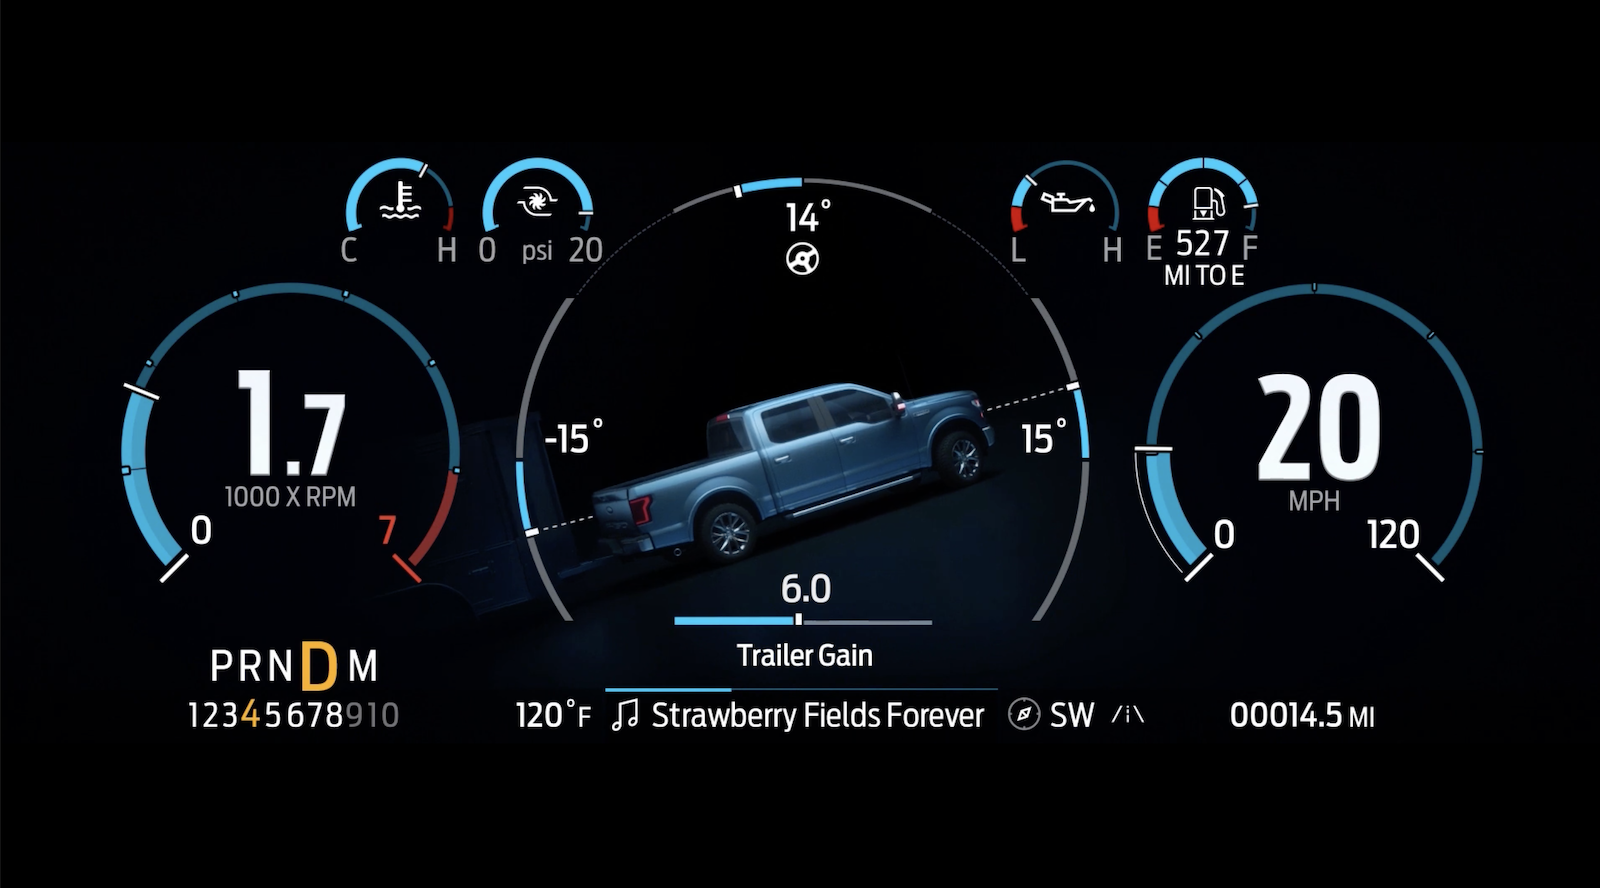 C H
0 psi 20
14°
L H
E 527 F
MI TO E
1.7
1000 X RPM
0 7
-15° 15°
20
MPH
0 120
6.0
Trailer Gain
PRNDM
12345678910
120°F Strawberry Fields Forever SW 00014.5 MI